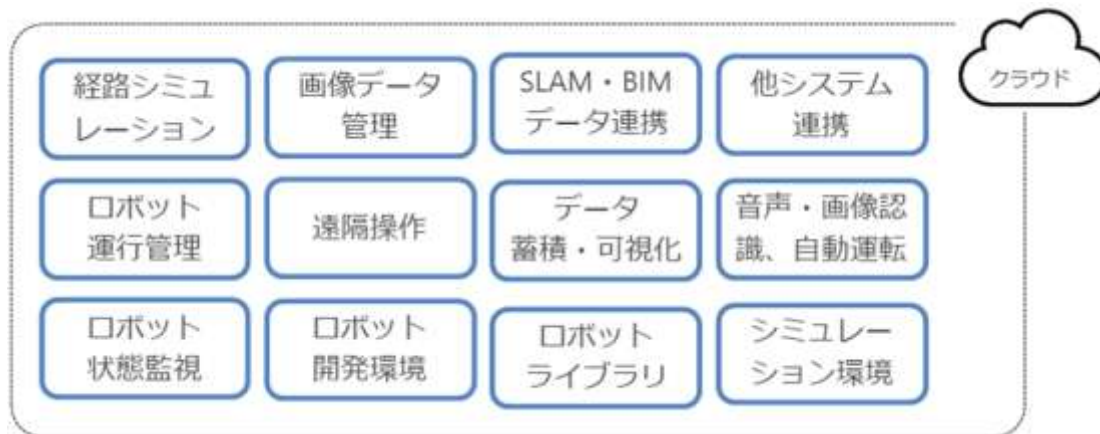 クラウド
経路シミュ
レーション
画像データ
管理
SLAM・BIM
データ連携
他システム
連携
ロボット
運行管理
遠隔操作
データ
蓄積・可視化
音声・画像認
識、自動運転
ロボット
状態監視
ロボット
開発環境
ロボット
ライブラリ
シミュレー
ション環境